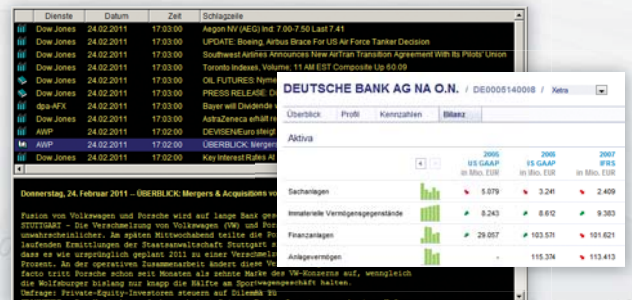 Dienste Datum Zeit Schlagzeile
Dow Jones 24.02.2011 17:03:00 Aegon NV (AEG) Ind: 7.00-7.50 Last 7.41
Dow Jones 24.02.2011 17:03:00 UPDATE: Boeing, Airbus Brace For US Air Force Tanker Decision
Dow Jones 24.02.2011 17:03:00 Southwest Airlines Announces New AirTran Transition Agreement With Its Pilots' Union
Dow Jones 24.02.2011 17:03:00 Toronto Indexes, Volume; 11 AM EST Composite Up 60.09
Dow Jones 24.02.2011 17:03:00 OIL FUTURES: Nyme
Dow Jones 24.02.2011 17:03:00 PRESS RELEASE: D
dpa-AFX 24.02.2011 17:03:00 Bayer will Dividende
Dow Jones 24.02.2011 17:03:00 AstraZeneca erhält re
AWP 24.02.2011 17:02:00 DEVISEN/Euro steigt
AWP 24.02.2011 17:02:00 ÜBERBLICK: Mergers
Dow Jones 24.02.2011 17:02:00 Key Interest Rates At
Donnerstag, 24. Februar 2011 -- ÜBERBLICK: Mergers & Acquisitions vo
Fusion von Volkswagen und Porsche wird auf lange Bank ges
STUTTGART - Die Verschmelzung von Volkswagen (VW) und Por
unwahrscheinlicher. Am späten Mittwochabend teilte die Po
laufenden Ermittlungen der Staatsanwaltschaft Stuttgart s
dass es wie ursprünglich geplant 2011 zu einer Verschmelz
Prozent. An der operativen Zusammenarbeit ändert diese Ve
facto tritt Porsche schon seit Monaten als zehnte Marke des VW-Konzerns auf, wenngleich
die Wolfsburger bislang nur knapp die Hälfte am Sportwagengeschäft halten.
Umfrage: Private-Equity-Investoren steuern auf Dilemma zu
DEUTSCHE BANK AG NA O.N. / DE0005140008 / Xetra
Überblick Profil Kennzahlen Bilanz
Aktiva
2005 2006 2007
US GAAP US GAAP IFRS
in Mio. EUR in Mio. EUR in Mio. EUR
Sachanlagen 5.079 3.241 2.409
Immaterielle Vermögensgegenstände 8.243 8.612 9.383
Finanzanlagen 29.057 103.571 101.621
Anlagevermögen - 115.374 113.413